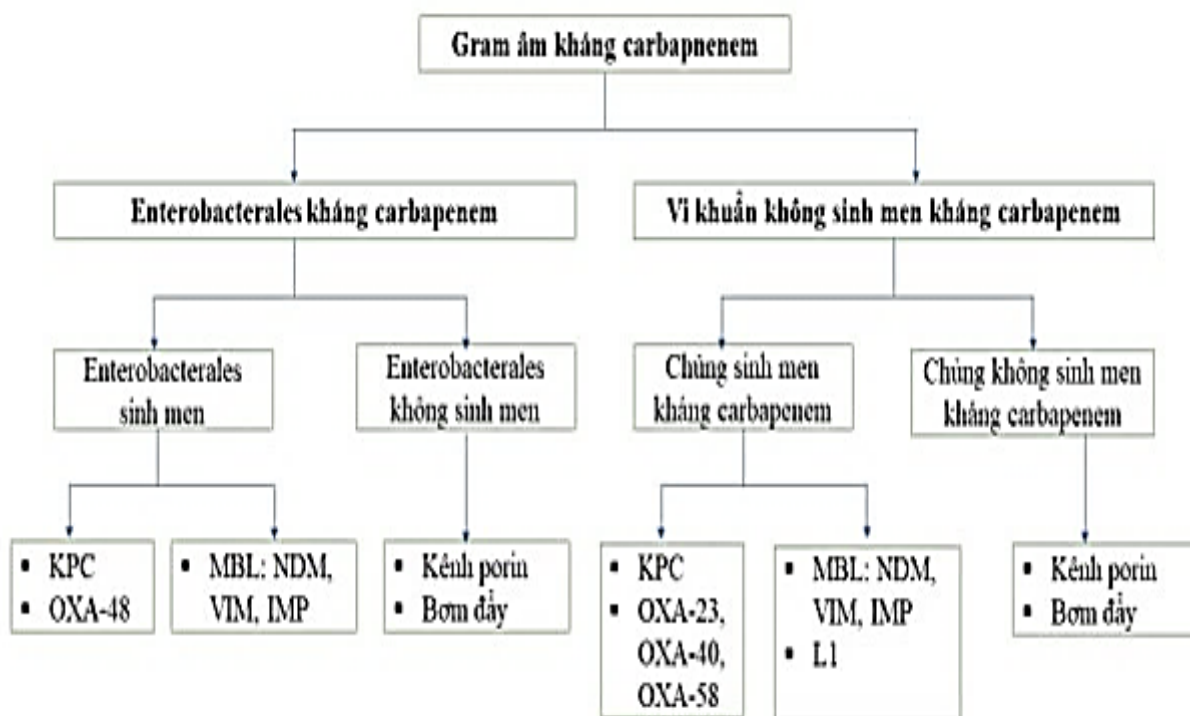 Gram âm kháng carbapnenem
Enterobacterales kháng carbapenem
Vi khuẩn không sinh men kháng carbapenem
Enterobacterales
sinh men
Enterobacterales
không sinh men
Chủng sinh men
kháng carbapenem
Chủng không sinh men
kháng carbapenem
▪ KPC
▪ OXA-48
▪ MBL: NDM,
VIM, IMP
▪ Kênh porin
▪ Bơm đẩy
▪ KPC
▪ OXA-23,
OXA-40,
OXA-58
▪ MBL: NDM,
VIM, IMP
▪ L1
▪ Kênh porin
▪ Bơm đẩy